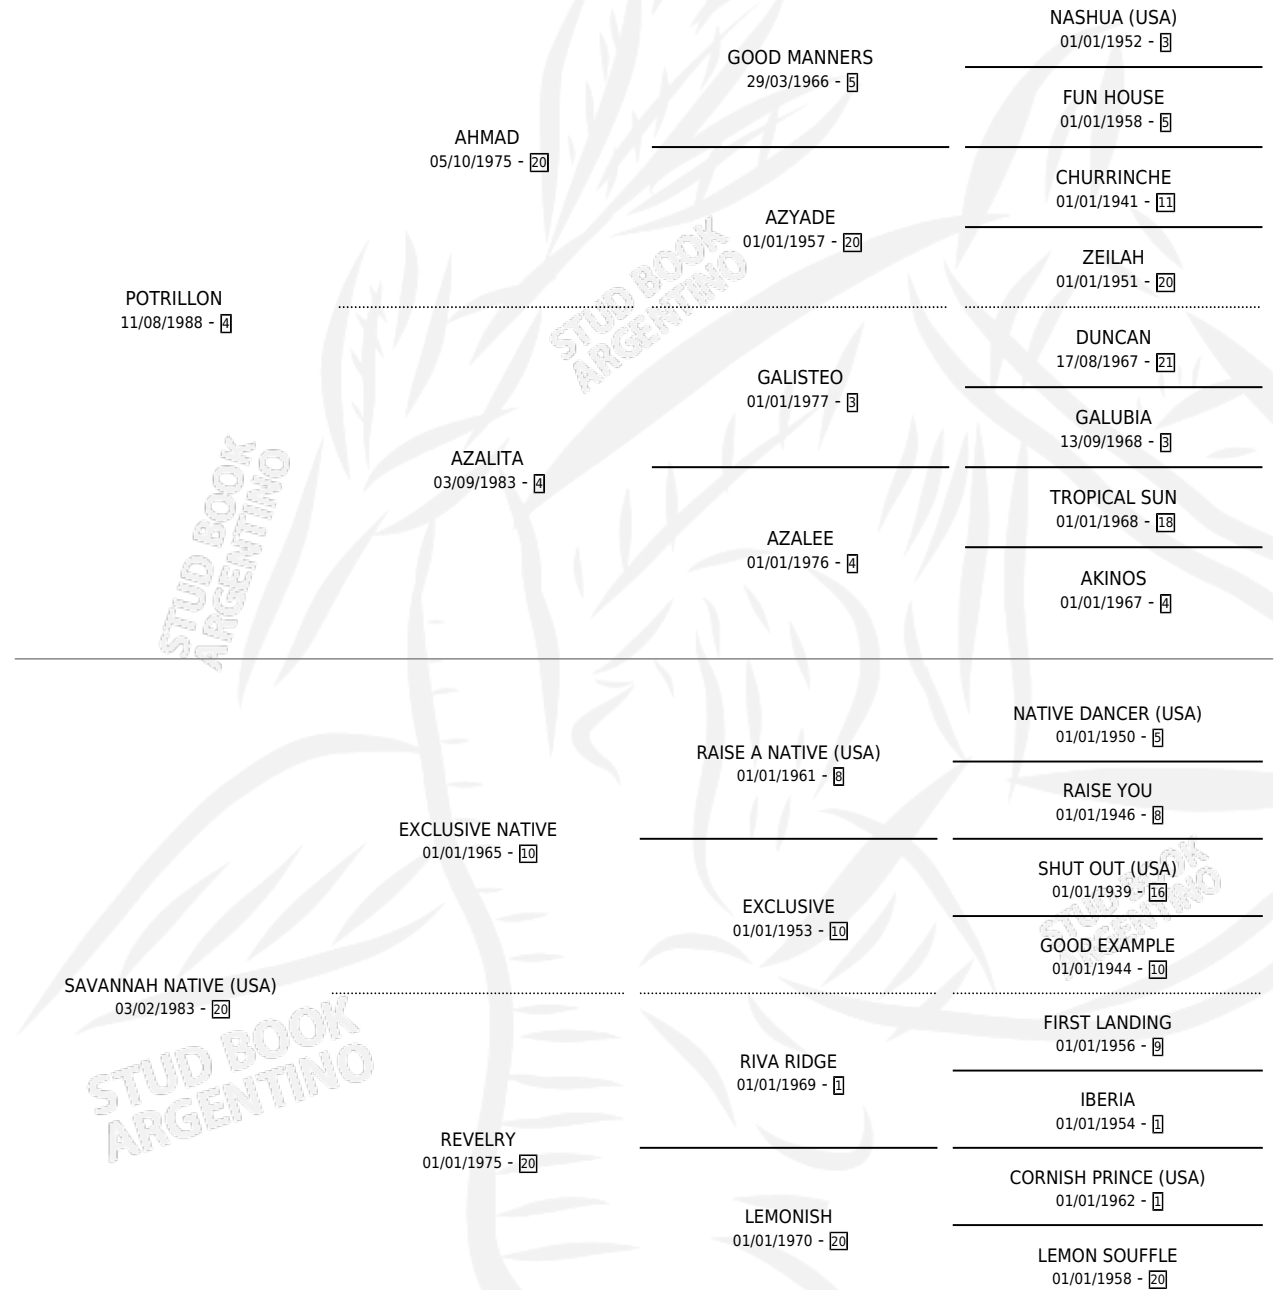 NASHUA (USA)
01/01/1952 - 3
GOOD MANNERS
29/03/1966 - 5
FUN HOUSE
01/01/1958 - 5
AHMAD
05/10/1975 - 20
CHURRINCHE
01/01/1941 - 11
AZYADE
01/01/1957 - 20
ZEILAH
01/01/1951 - 20
POTRILLON
11/08/1988 - 4
STUD BOOK
ARGENTINO
DUNCAN
17/08/1967 - 21
GALISTEO
01/01/1977 - 3
GALUBIA
13/09/1968 - 3
AZALITA
03/09/1983 - 4
TROPICAL SUN
01/01/1968 - 18
AZALEE
01/01/1976 - 4
AKINOS
01/01/1967 - 4
STUD BOOK
ARGENTINO
NATIVE DANCER (USA)
01/01/1950 - 5
RAISE A NATIVE (USA)
01/01/1961 - 8
RAISE YOU
01/01/1946 - 8
EXCLUSIVE NATIVE
01/01/1965 - 10
SHUT OUT (USA)
01/01/1939 - 16
EXCLUSIVE
01/01/1953 - 10
STUD BOOK
ARGENTINO
GOOD EXAMPLE
01/01/1944 - 10
SAVANNAH NATIVE (USA)
03/02/1983 - 20
FIRST LANDING
01/01/1956 - 9
STUD BOOK
ARGENTINO
RIVA RIDGE
01/01/1969 - 1
IBERIA
01/01/1954 - 1
REVELRY
01/01/1975 - 20
CORNISH PRINCE (USA)
01/01/1962 - 1
LEMONISH
01/01/1970 - 20
LEMON SOUFFLE
01/01/1958 - 20